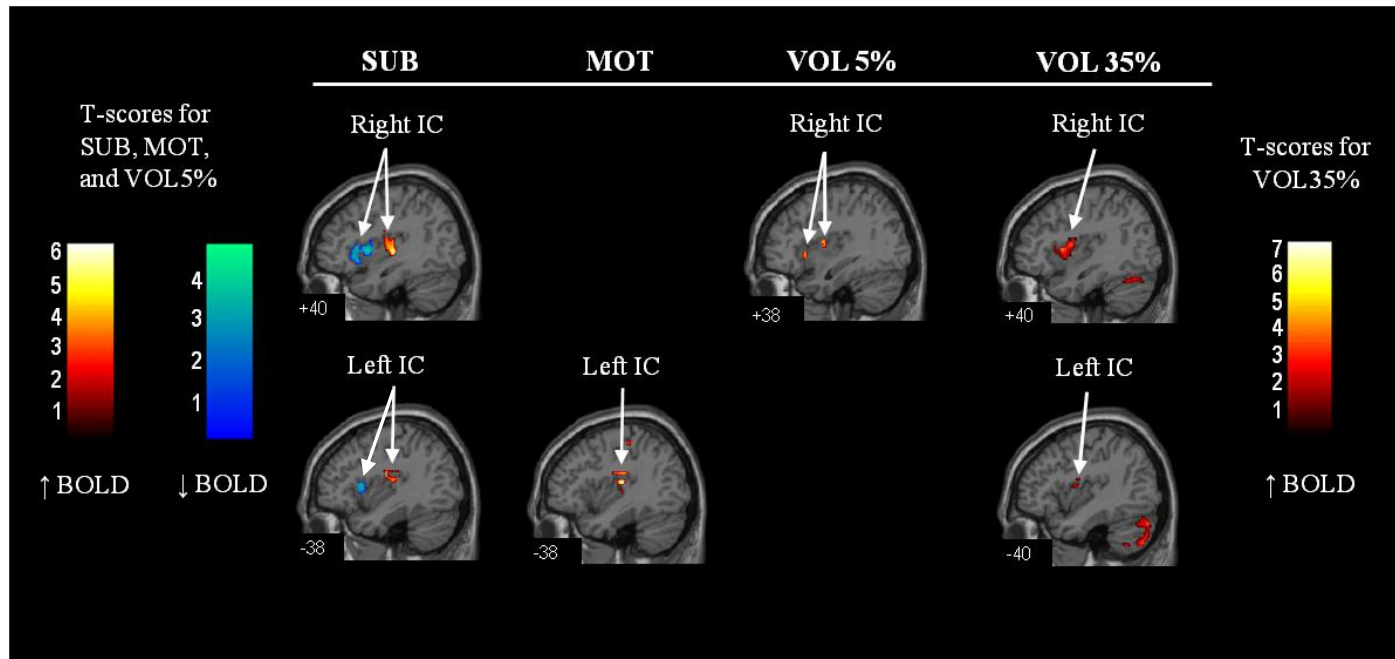 SUB MOT VOL 5% VOL 35%
T-scores for
SUB, MOT,
and VOL5%
Right IC Right IC Right IC
T-scores for
VOL35%
6
5
4
3
2
1
4
3
2
1
7
6
5
4
3
2
1
+40 +38 +40
Left IC Left IC Left IC
↑ BOLD ↓ BOLD ↑ BOLD
-38 -38 -40